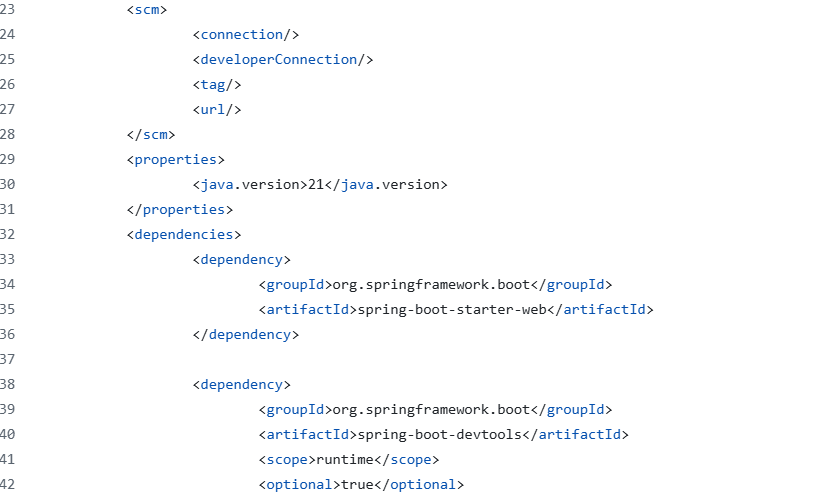 23 <scm>
24 <connection/>
25 <developerConnection/>
26 <tag/>
27 <url/>
28 </scm>
29 <properties>
30 <java.version>21</java.version>
31 </properties>
32 <dependencies>
33 <dependency>
34 <groupId>org.springframework.boot</groupId>
35 <artifactId>spring-boot-starter-web</artifactId>
36 </dependency>
37
38 <dependency>
39 <groupId>org.springframework.boot</groupId>
40 <artifactId>spring-boot-devtools</artifactId>
41 <scope>runtime</scope>
42 <optional>true</optional>